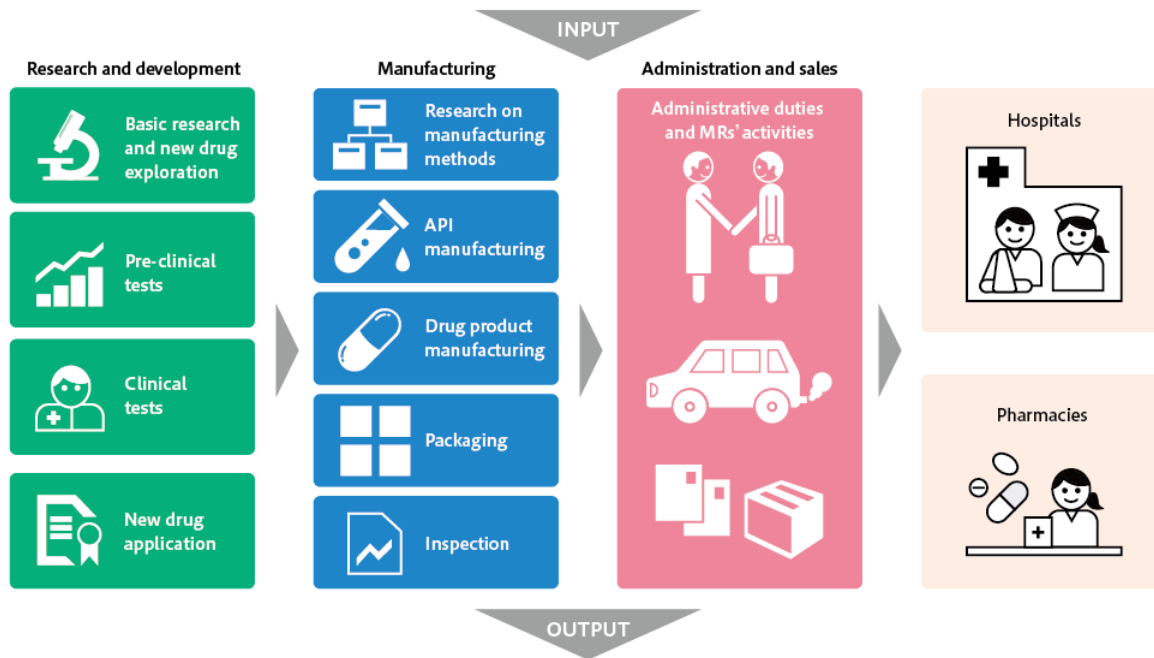 INPUT
Research and development
Basic research
and new drug
exploration
Pre-clinical
tests
Clinical
tests
New drug
application
Manufacturing
Research on
manufacturing
methods
API
manufacturing
Drug product
manufacturing
Packaging
Inspection
Administration and sales
Administrative duties
and MRs’ activities
Hospitals
Pharmacies
OUTPUT